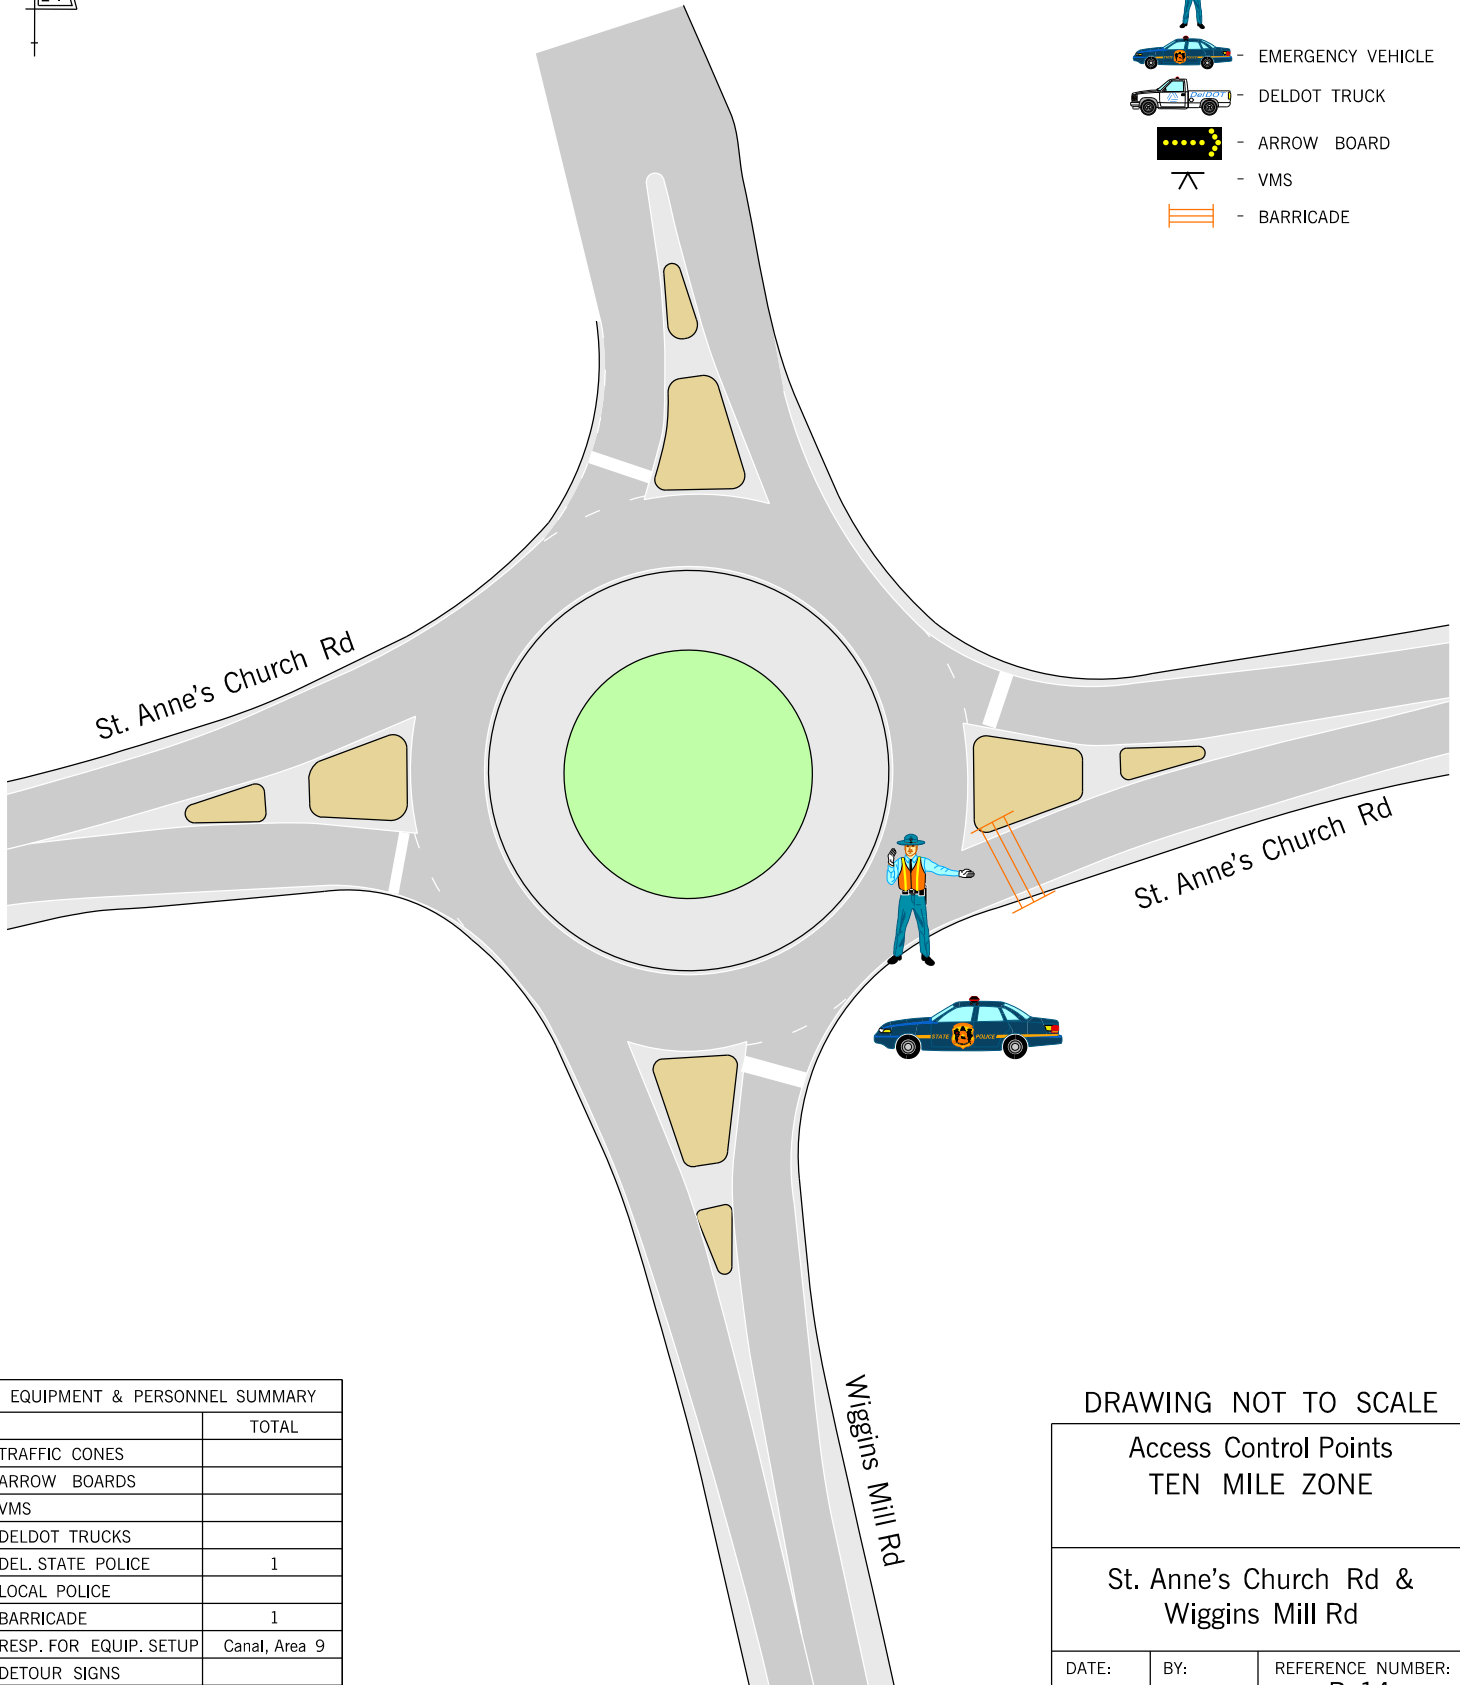 - EMERGENCY VEHICLE
DelDOT - DELDOT TRUCK
- ARROW BOARD
- VMS
- BARRICADE
St. Anne's Church Rd
St. Anne's Church Rd
STATE POLICE
Wiggins Mill Rd
EQUIPMENT & PERSONNEL SUMMARY
TOTAL
TRAFFIC CONES
ARROW BOARDS
VMS
DELDOT TRUCKS
DEL. STATE POLICE 1
LOCAL POLICE
BARRICADE 1
RESP. FOR EQUIP. SETUP Canal, Area 9
DETOUR SIGNS
DRAWING NOT TO SCALE
Access Control Points
TEN MILE ZONE
St. Anne's Church Rd &
Wiggins Mill Rd
DATE: BY: REFERENCE NUMBER: